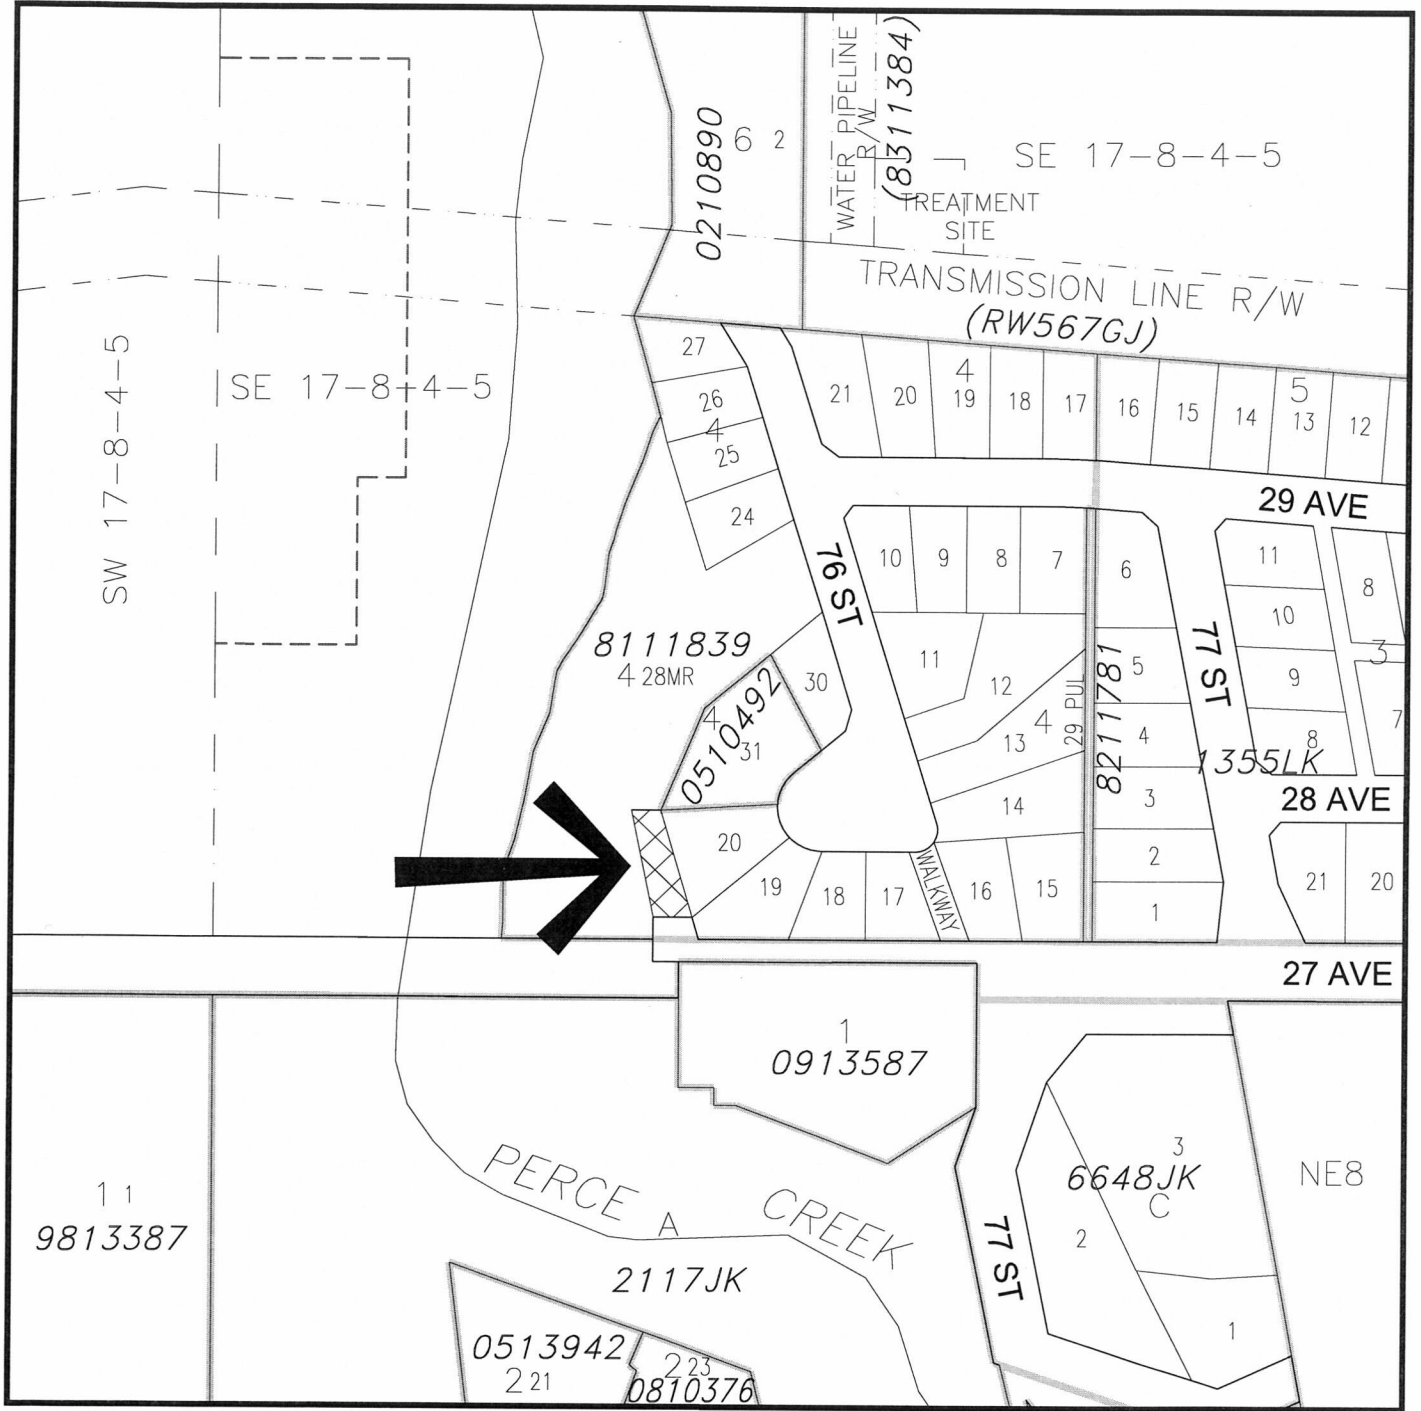 WATER PIPELINE
R/W
(8311384)
0210890
6 2
SE 17-8-4-5
TREATMENT
SITE
TRANSMISSION LINE R/W
(RW567GJ)
SW 17-8-4-5
SE 17-8-4-5
27
26
4
25
24
21
20
4
19
18
17
16
15
14
5
13
12
29 AVE
76 ST
10
9
8
7
6
11
10
9
8
8
3
7
77 ST
8111839
4 28MR
30
4
31
0510492
11
12
13
4
14
29 PUL
8211781
5
4
3
2
1
1355LK
28 AVE
20
19
18
17
WALKWAY
16
15
21
20
27 AVE
1
0913587
1 1
9813387
PERCE CREEK
A
2117JK
77 ST
3
6648JK
C
2
1
NE8
0513942
2 21
2 23
0810376